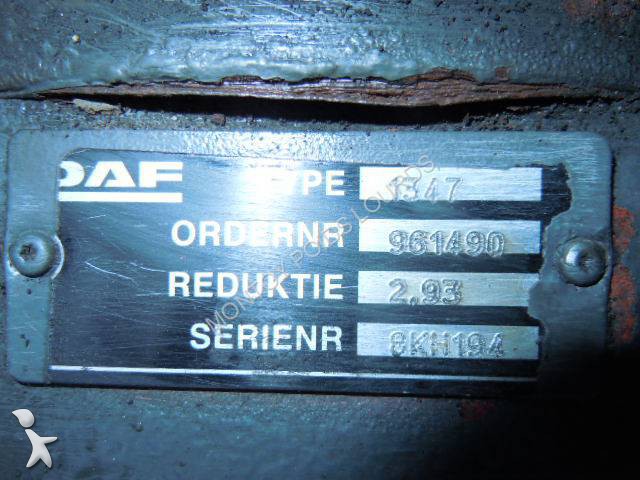 DAF TYPE 1347
ORDERNR 961490
REDUKTIE 2,93
SERIENR 8KH194